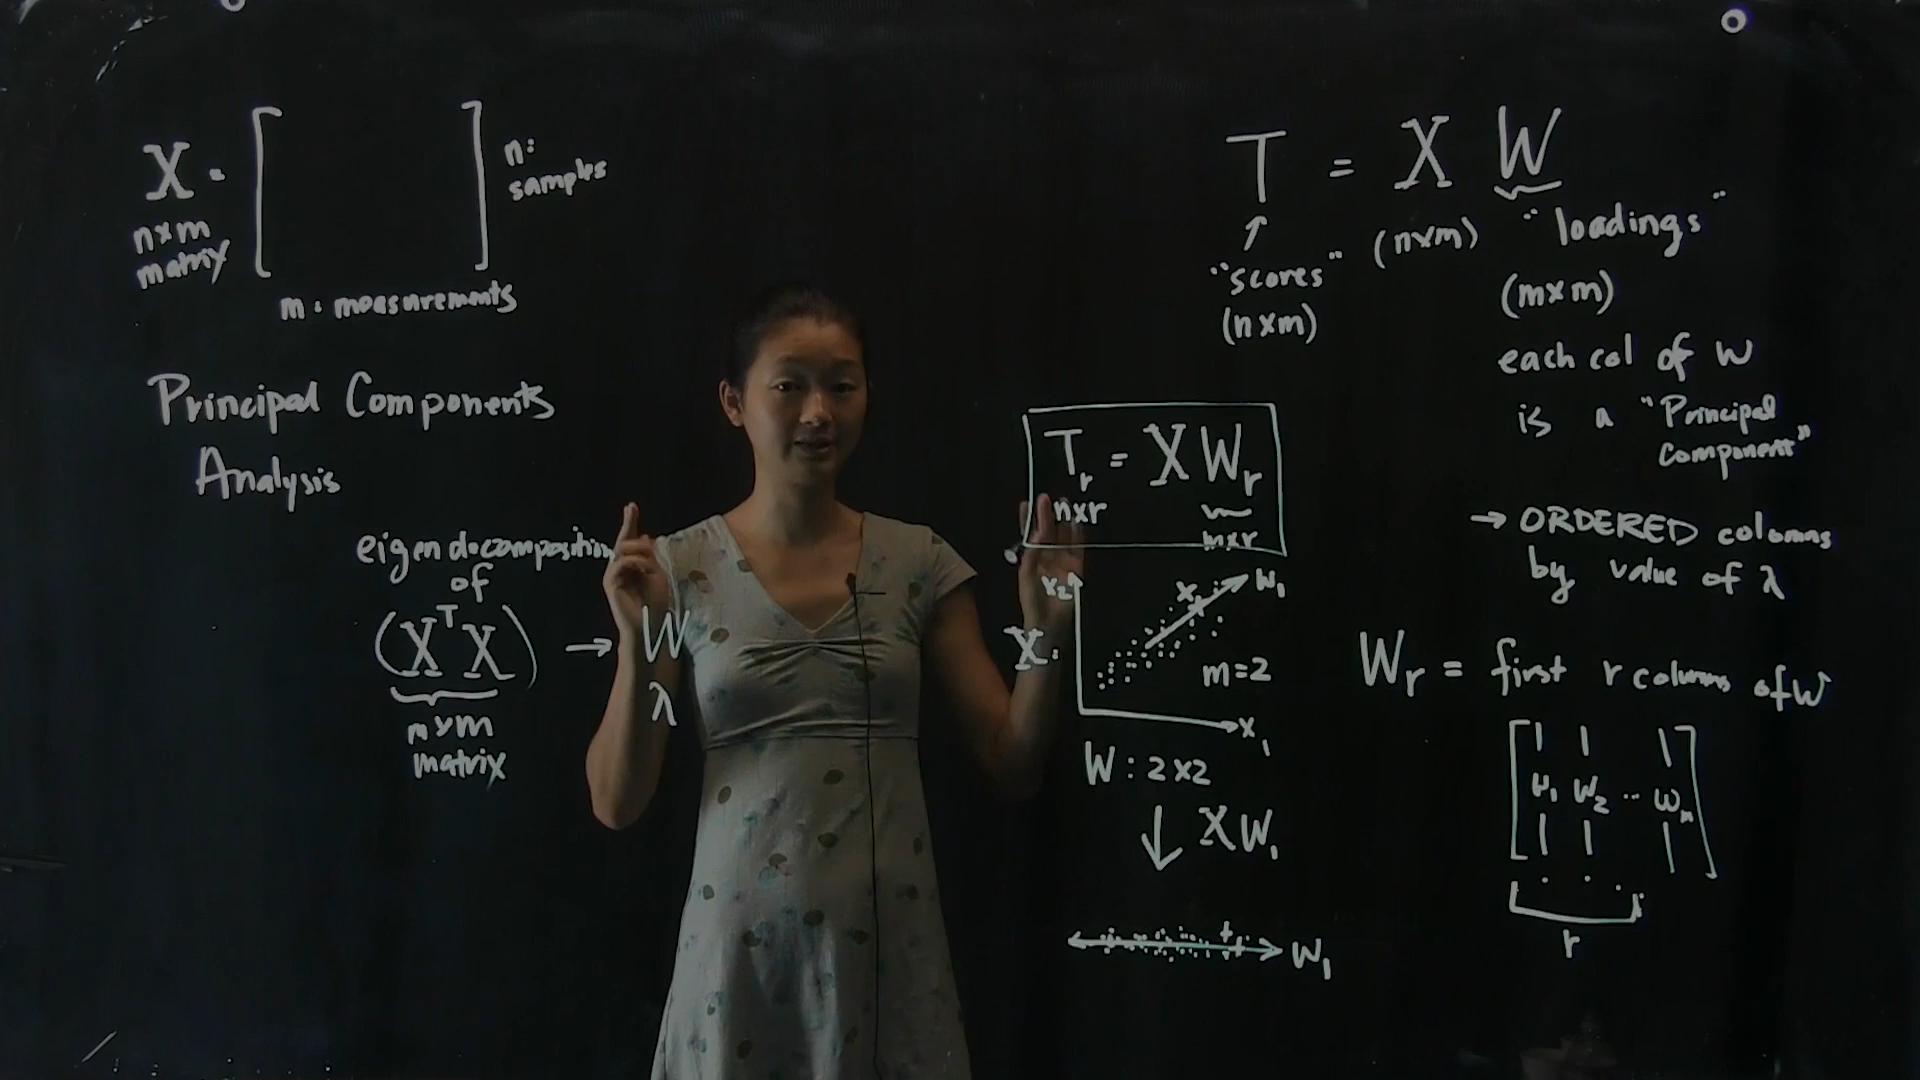 X = [ ] n: samples
n×m
matrix
m: measurements
Principal Components
Analysis
eigendecomposition
of
(XᵀX) → W
λ
m×m
matrix
T = X W
"scores"
(n×m)
(n×m)
"loadings"
(m×m)
each col of W
is a "Principal
Component"
→ ORDERED columns
by value of λ
Tᵣ = X Wᵣ
n×r
m×r
x₂
w₁
X:
m=2
x₁
W: 2×2
↓ XW₁
W₁
Wᵣ = first r columns of W
w₁ w₂ ... wₘ
r